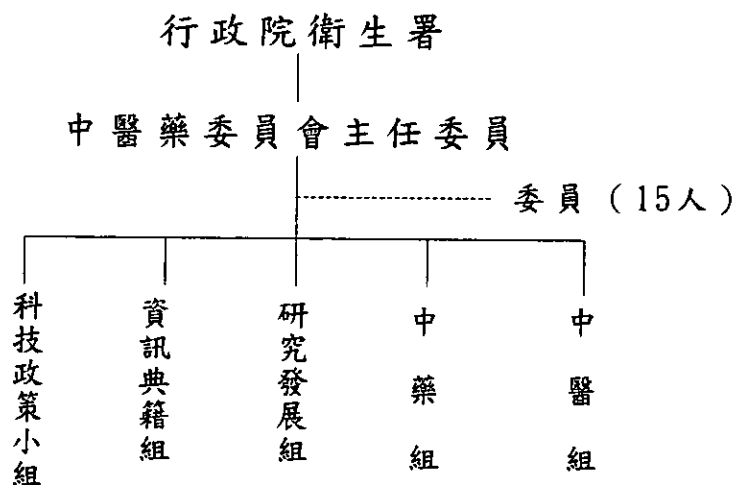 行政院衛生署
中醫藥委員會主任委員
委員（15人）
科技政策小組
資訊典籍組
研究發展組
中藥組
中醫組